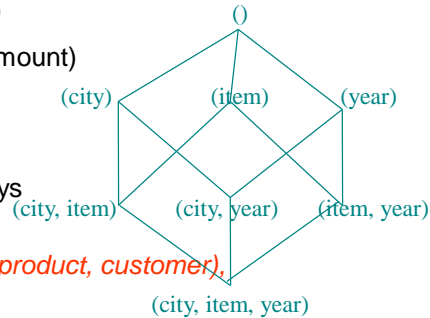 ()
)
mount)
(city) (item) (year)
ys
(city, item) (city, year) (item, year)
product, customer),
(city, item, year)